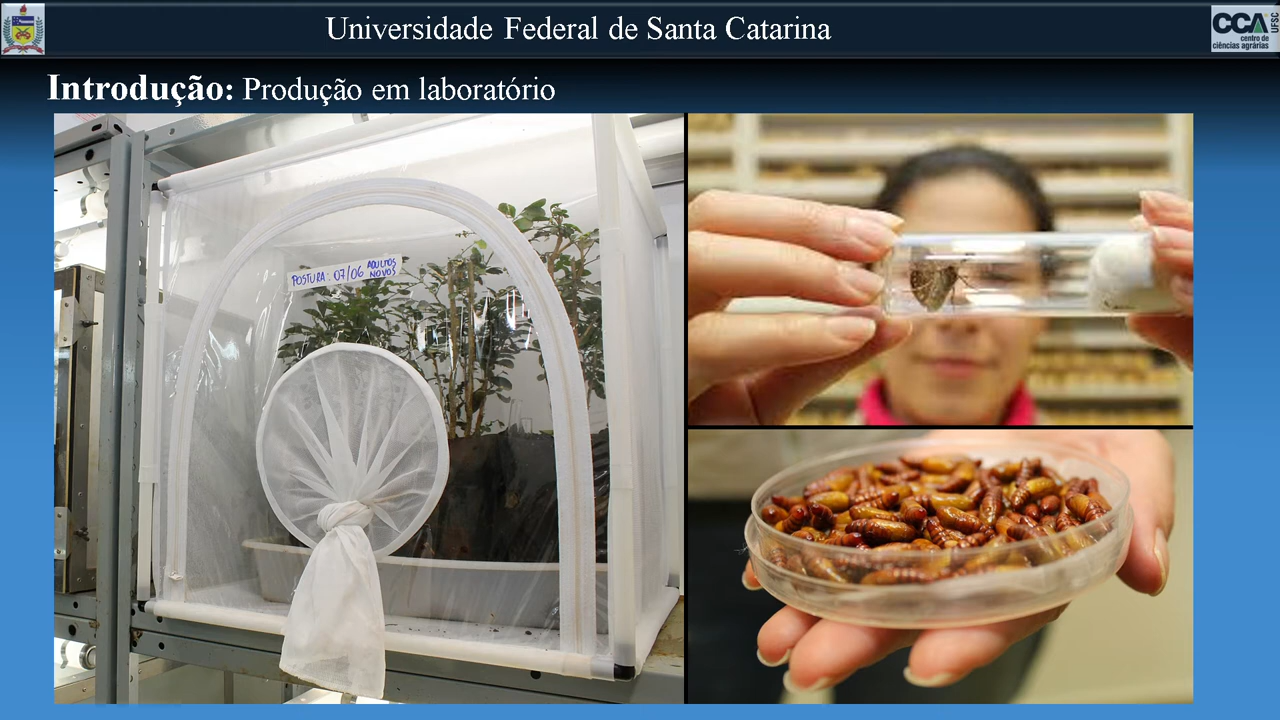 Universidade Federal de Santa Catarina
CCA
UFSC
centro de
ciências agrárias
Introdução: Produção em laboratório
POSTURA: 07/06 ADULTOS
NOVOS